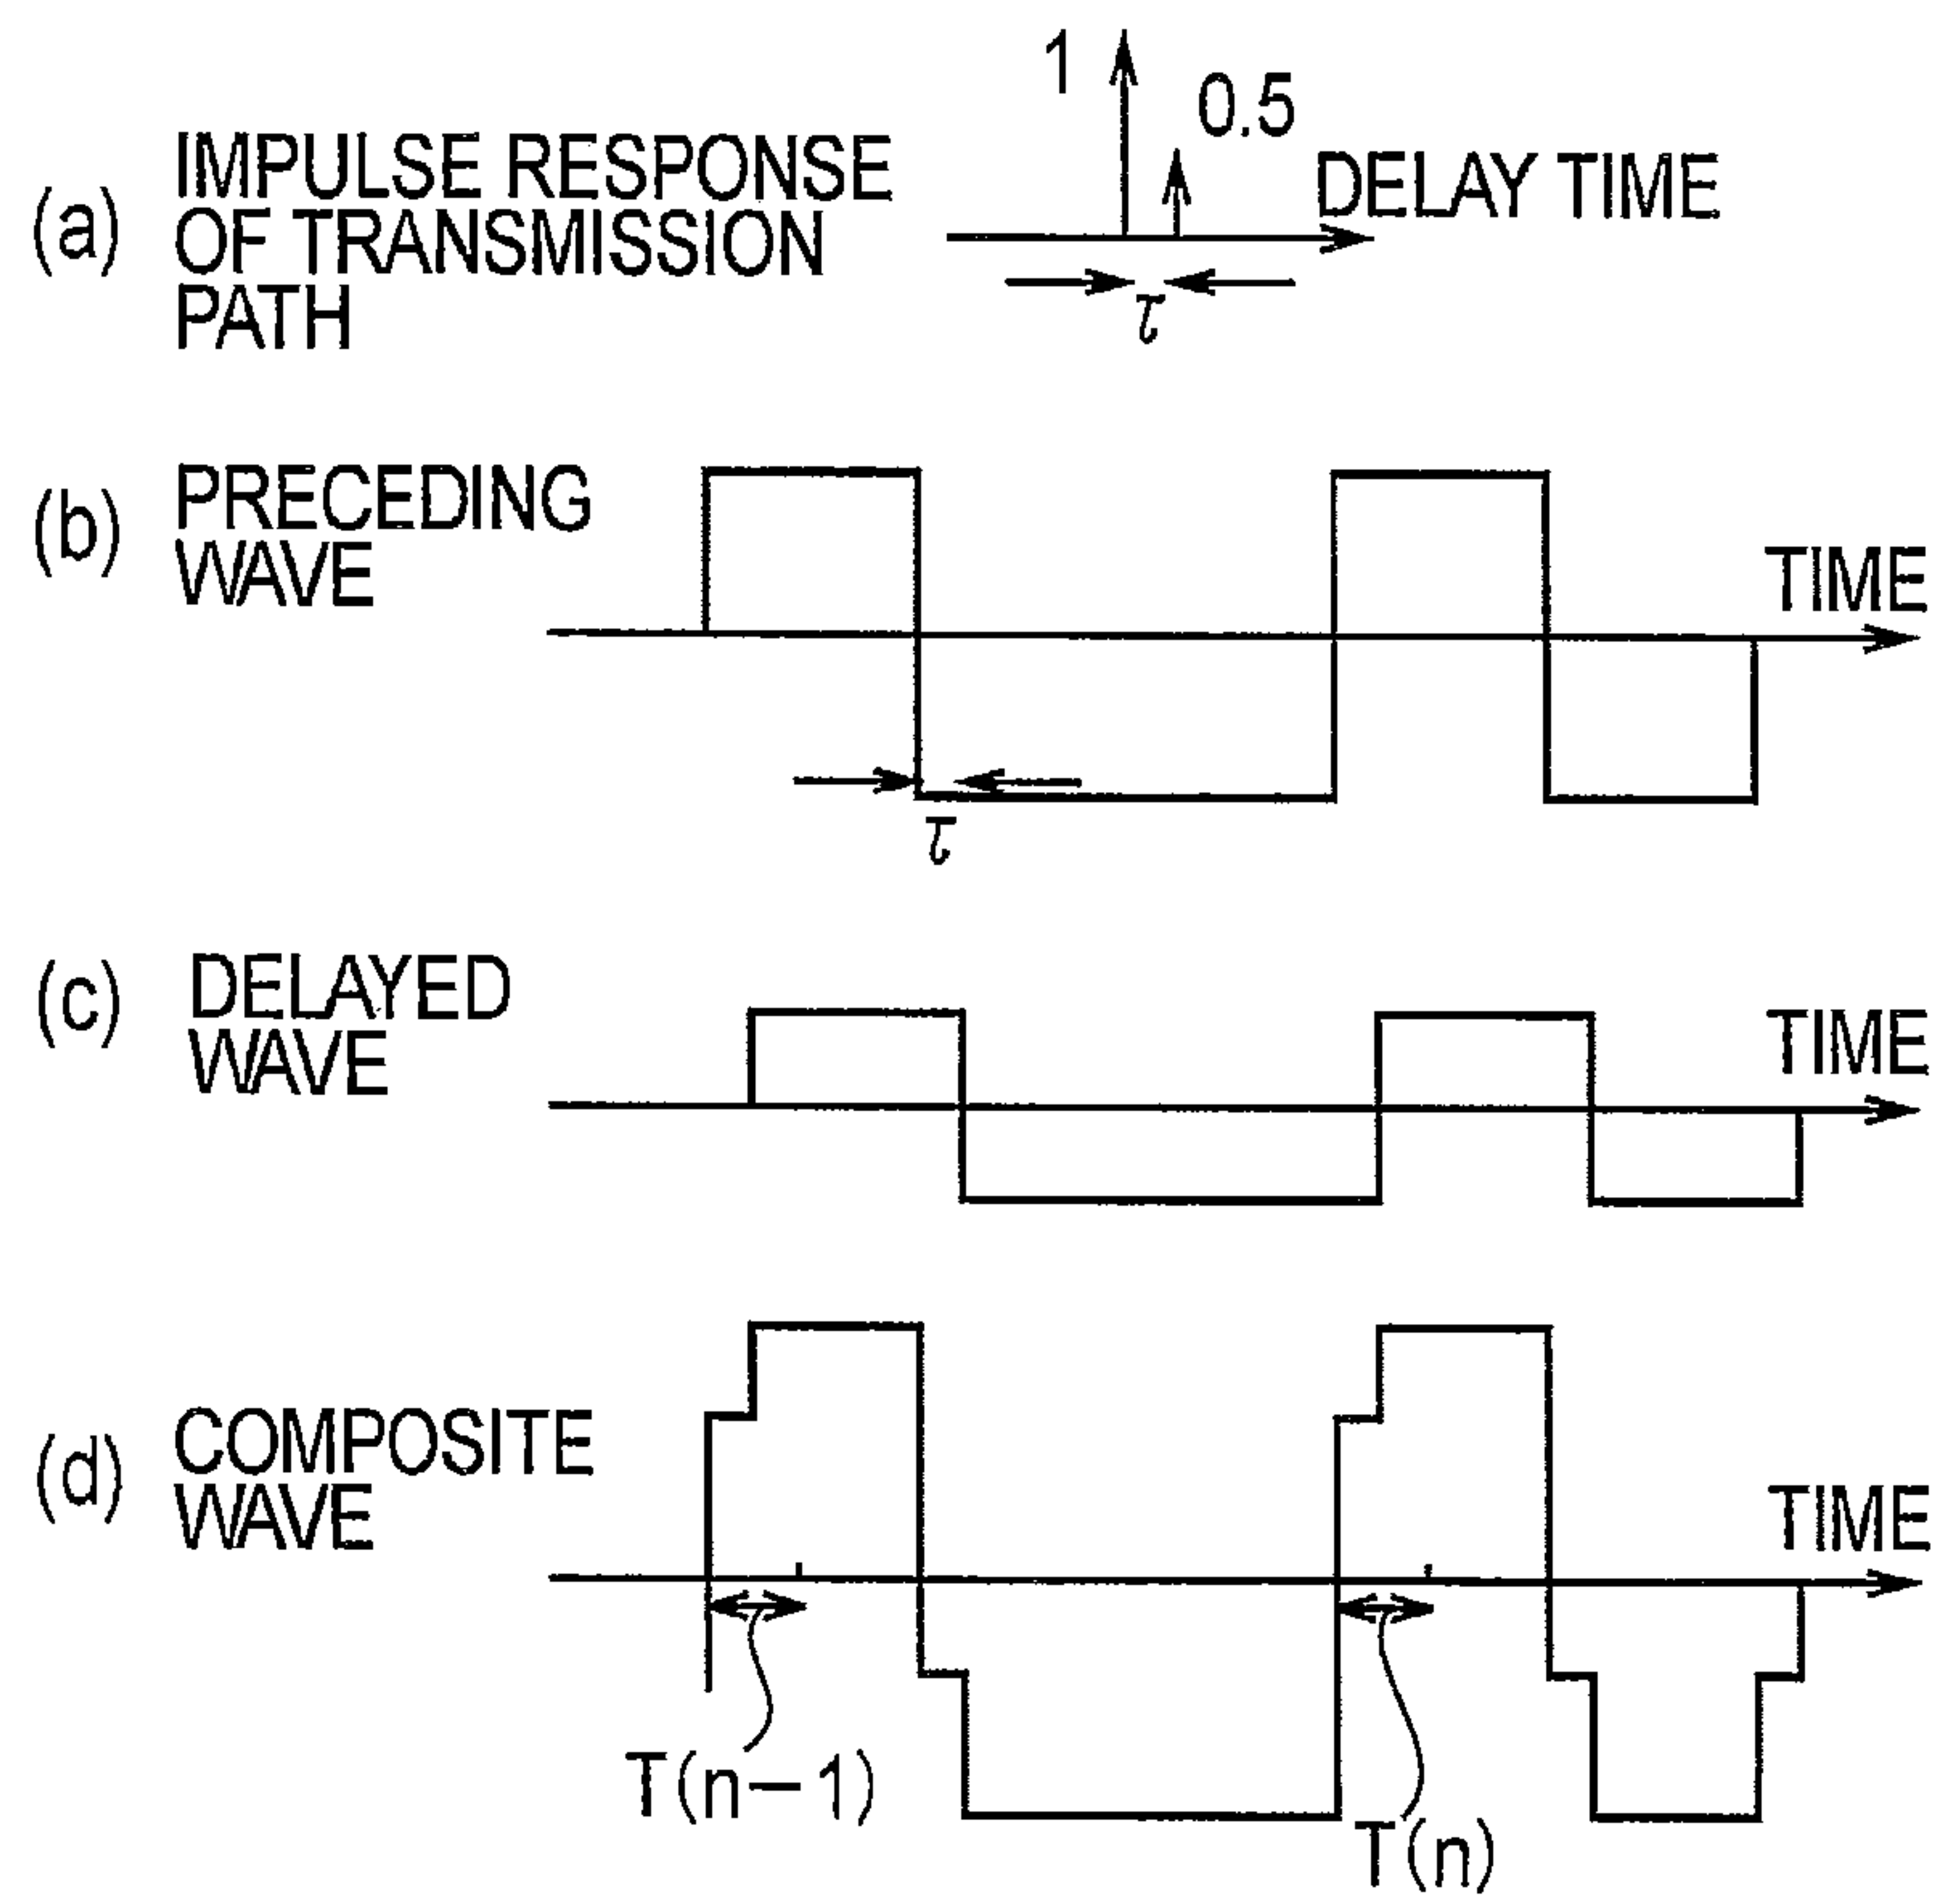 1
0.5
(a) IMPULSE RESPONSE
OF TRANSMISSION
PATH
DELAY TIME
τ
(b) PRECEDING
WAVE
TIME
τ
(c) DELAYED
WAVE
TIME
(d) COMPOSITE
WAVE
TIME
T(n−1)
T(n)